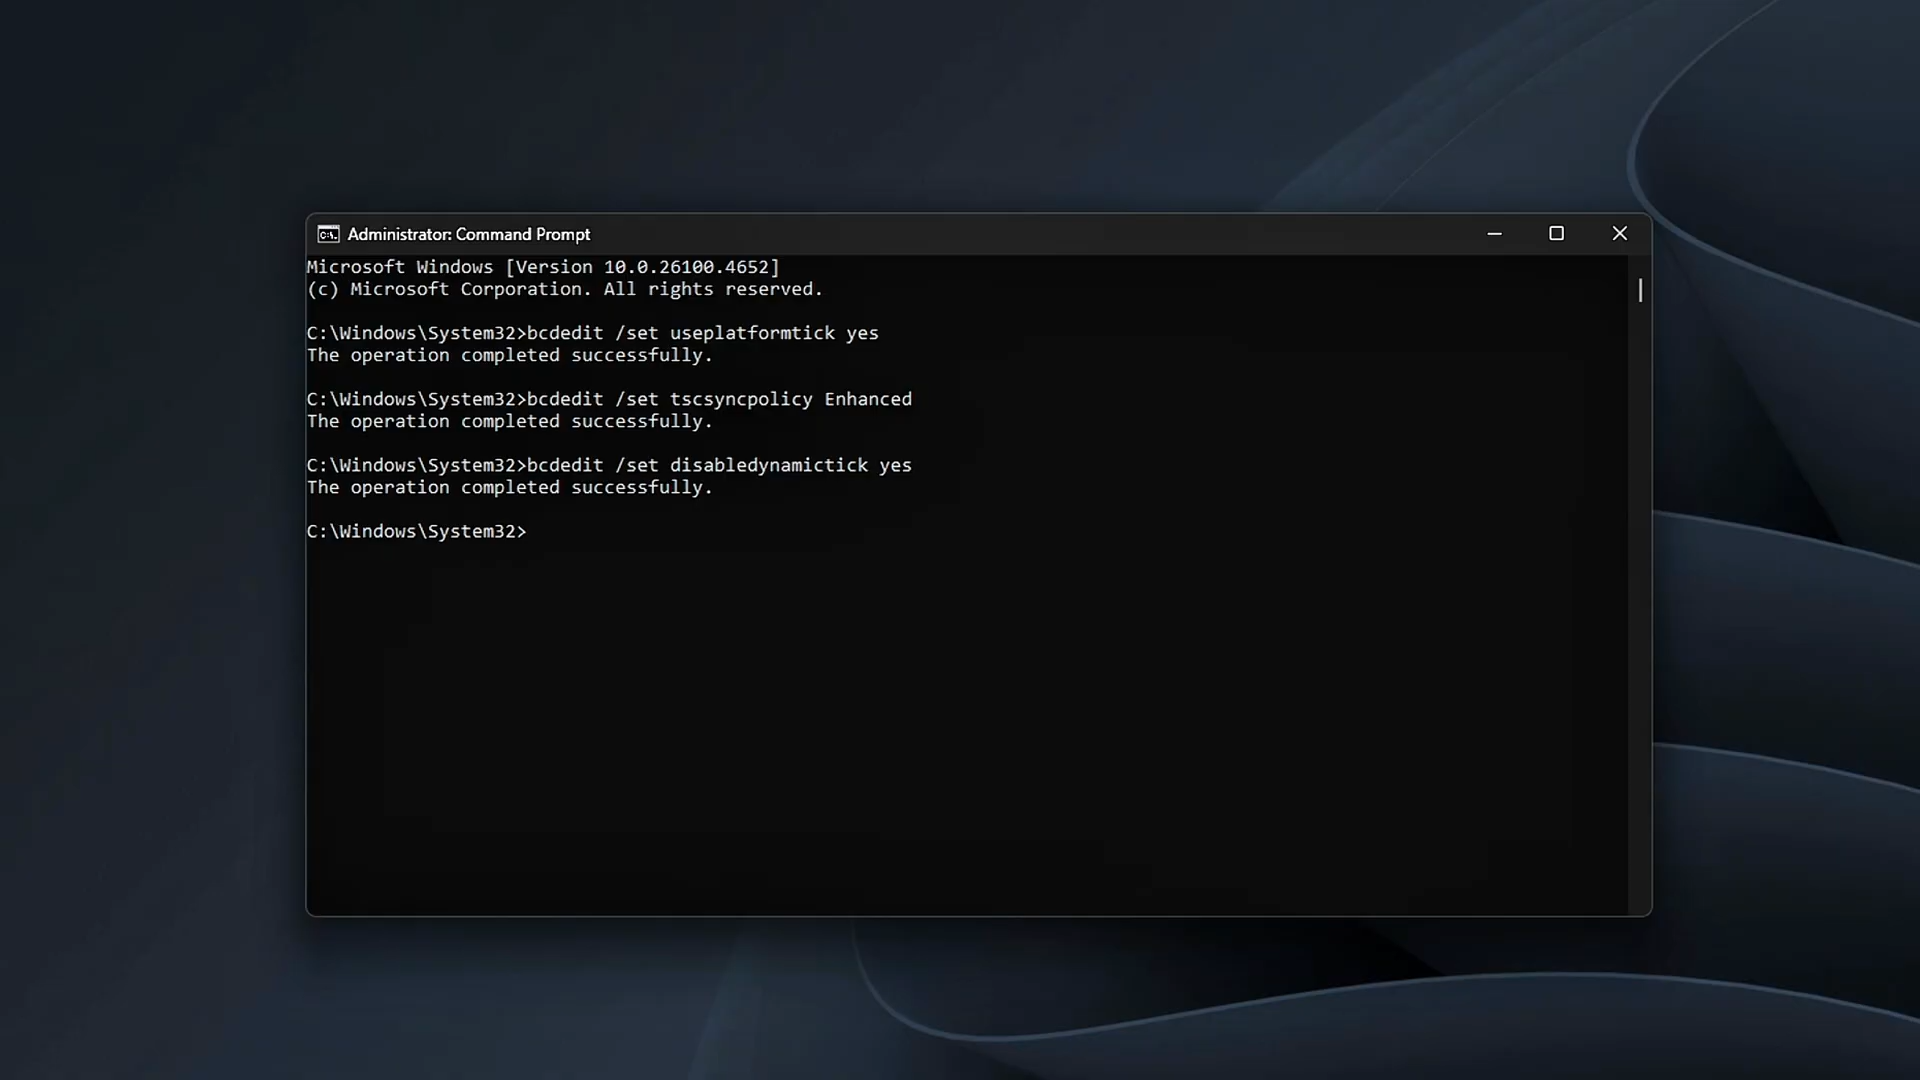 Administrator: Command Prompt
Microsoft Windows [Version 10.0.26100.4652]
(c) Microsoft Corporation. All rights reserved.
C:\Windows\System32>bcdedit /set useplatformtick yes
The operation completed successfully.
C:\Windows\System32>bcdedit /set tscsyncpolicy Enhanced
The operation completed successfully.
C:\Windows\System32>bcdedit /set disabledynamictick yes
The operation completed successfully.
C:\Windows\System32>